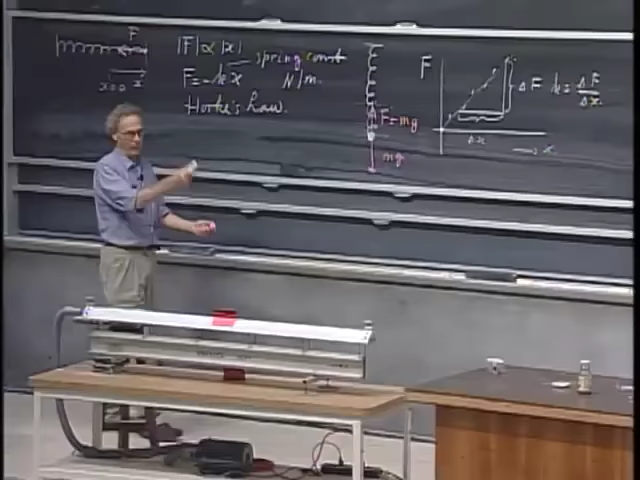 F
x=0 x
|F| ∝ |x|
F = -kx
spring const
N/m.
Hooke's Law.
F=mg
mg
F
ΔF
Δx
x
k = ΔF/Δx